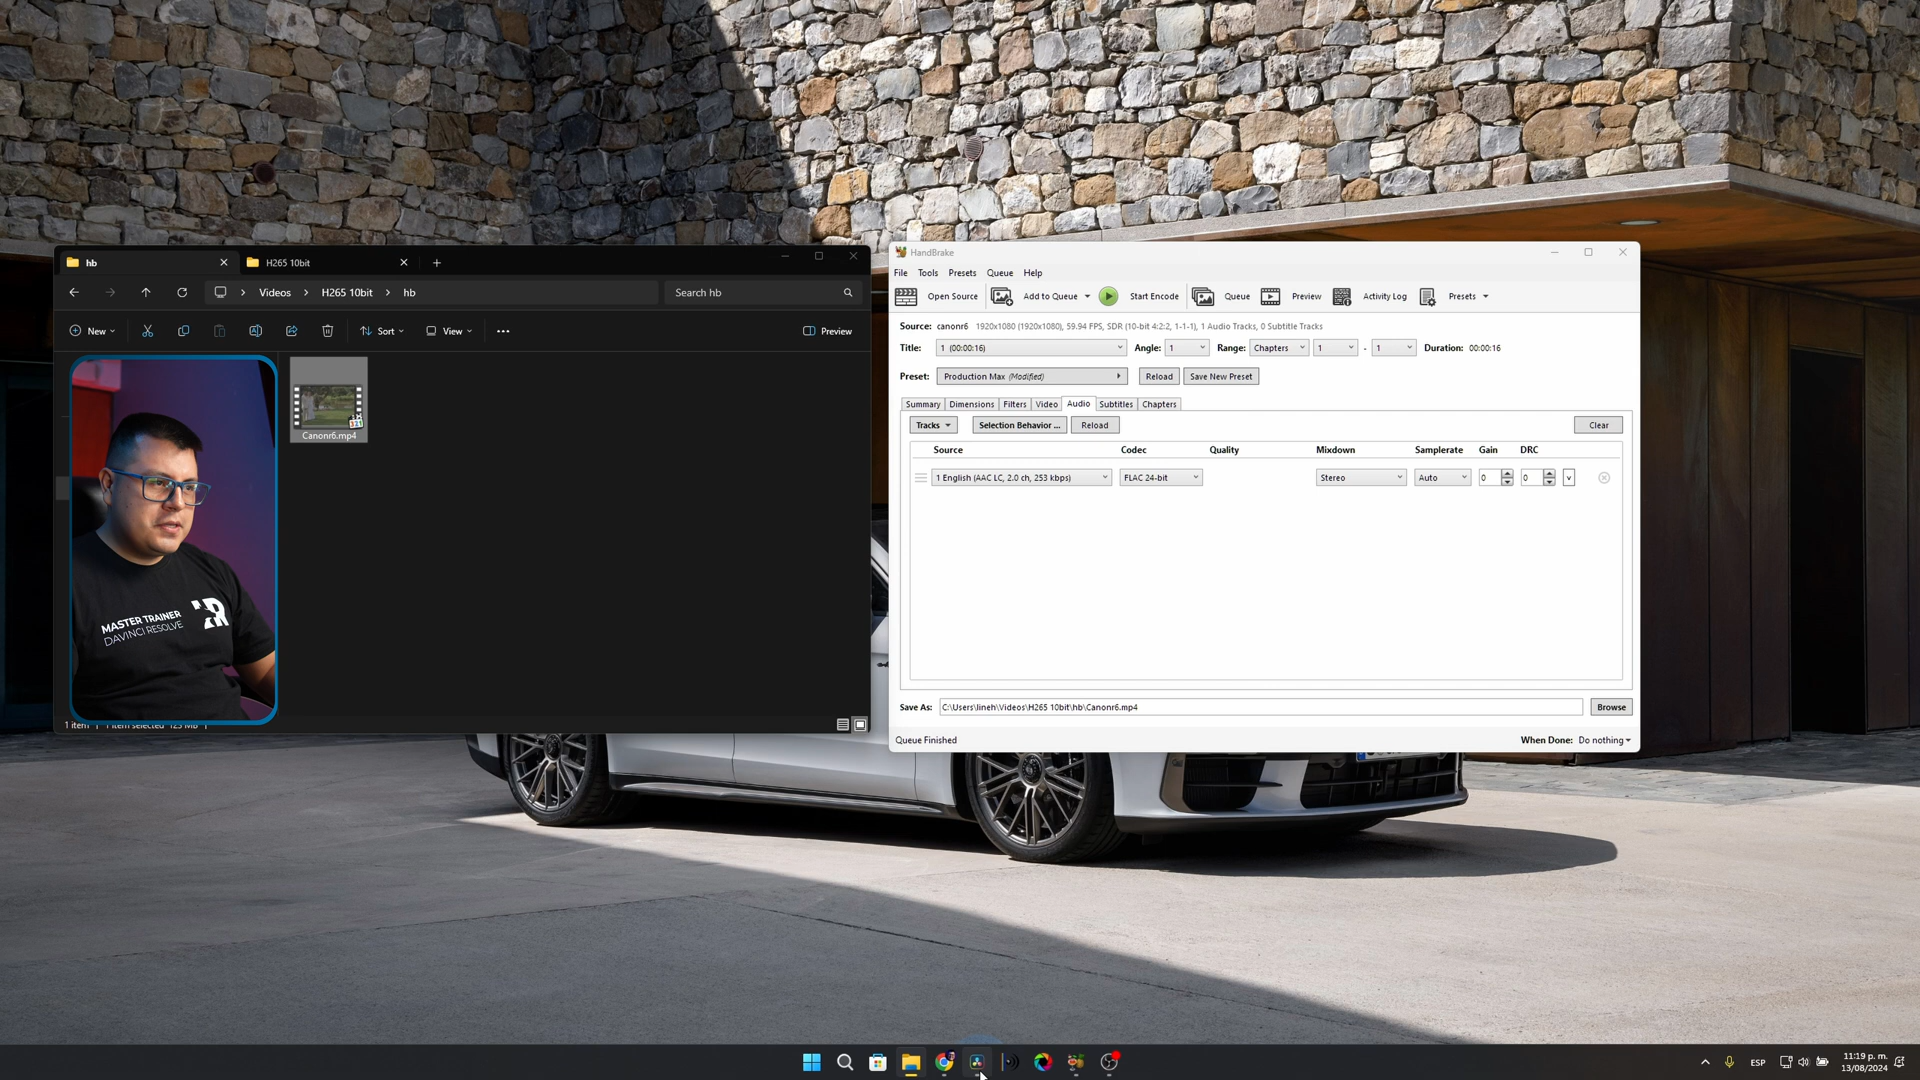 hb
H265 10bit
Videos
H265 10bit
hb
Search hb
New
Sort
View
Preview
Canonr6.mp4
MASTER TRAINER
DAVINCI RESOLVE
1 item
1 item selected 123 MB
HandBrake
File Tools Presets Queue Help
Open Source Add to Queue Start Encode Queue Preview Activity Log Presets
Source: canonr6 1920x1080 (1920x1080), 59.94 FPS, SDR (10-bit 4:2:2, 1-1-1), 1 Audio Tracks, 0 Subtitle Tracks
Title: 1 (00:00:16) Angle: 1 Range: Chapters 1 - 1 Duration: 00:00:16
Preset: Production Max (Modified) Reload Save New Preset
Summary Dimensions Filters Video Audio Subtitles Chapters
Tracks Selection Behavior ... Reload Clear
Source Codec Quality Mixdown Samplerate Gain DRC
1 English (AAC LC, 2.0 ch, 253 kbps) FLAC 24-bit Stereo Auto 0 0 v
Save As: C:\Users\lineh\Videos\H265 10bit\hb\Canonr6.mp4 Browse
Queue Finished When Done: Do nothing
ESP
11:19 p. m.
13/08/2024